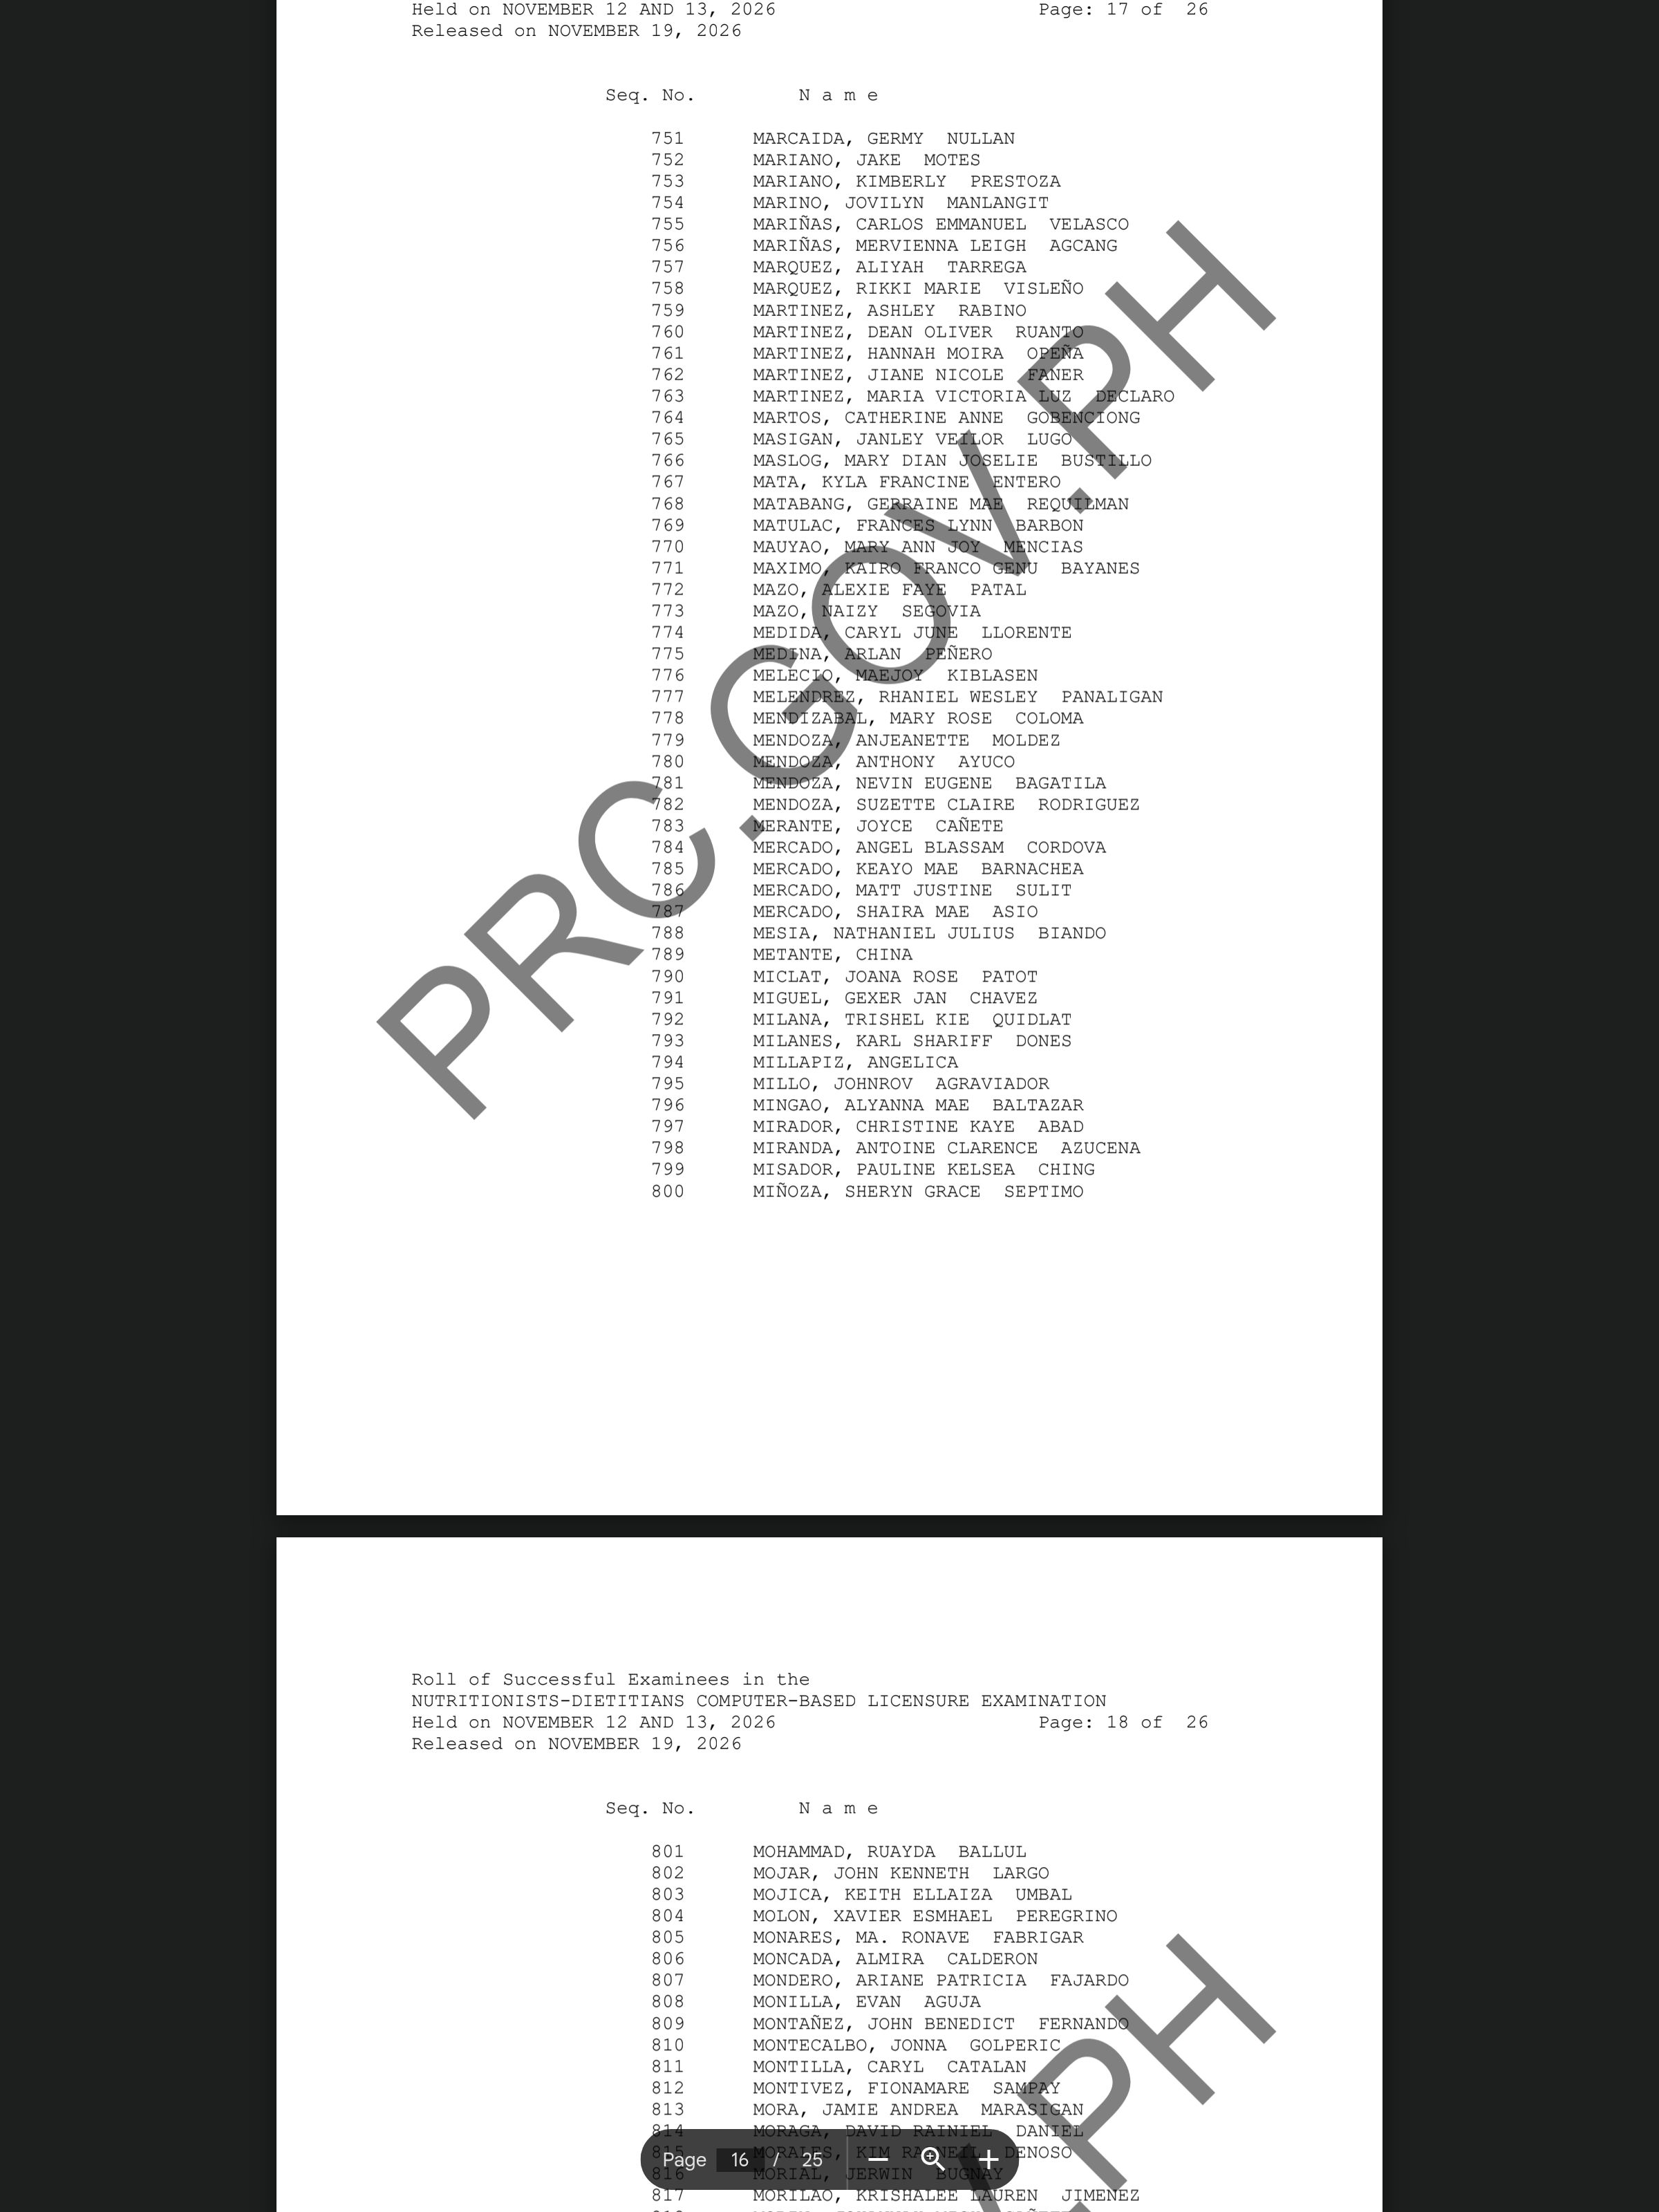 Held on NOVEMBER 12 AND 13, 2026 Page: 17 of 26
Released on NOVEMBER 19, 2026
Seq. No. N a m e
751 MARCAIDA, GERMY NULLAN
752 MARIANO, JAKE MOTES
753 MARIANO, KIMBERLY PRESTOZA
754 MARINO, JOVILYN MANLANGIT
755 MARIÑAS, CARLOS EMMANUEL VELASCO
756 MARIÑAS, MERVIENNA LEIGH AGCANG
757 MARQUEZ, ALIYAH TARREGA
758 MARQUEZ, RIKKI MARIE VISLEÑO
759 MARTINEZ, ASHLEY RABINO
760 MARTINEZ, DEAN OLIVER RUANTO
761 MARTINEZ, HANNAH MOIRA OPEÑA
762 MARTINEZ, JIANE NICOLE FANER
763 MARTINEZ, MARIA VICTORIA LUZ DECLARO
764 MARTOS, CATHERINE ANNE GOBENCIONG
765 MASIGAN, JANLEY VEILOR LUGO
766 MASLOG, MARY DIAN JOSELIE BUSTILLO
767 MATA, KYLA FRANCINE ENTERO
768 MATABANG, GERRAINE MAE REQUILMAN
769 MATULAC, FRANCES LYNN BARBON
770 MAUYAO, MARY ANN JOY MENCIAS
771 MAXIMO, KAIRO FRANCO GENU BAYANES
772 MAZO, ALEXIE FAYE PATAL
773 MAZO, NAIZY SEGOVIA
774 MEDIDA, CARYL JUNE LLORENTE
775 MEDINA, ARLAN PEÑERO
776 MELECIO, MAEJOY KIBLASEN
777 MELENDREZ, RHANIEL WESLEY PANALIGAN
778 MENDIZABAL, MARY ROSE COLOMA
779 MENDOZA, ANJEANETTE MOLDEZ
780 MENDOZA, ANTHONY AYUCO
781 MENDOZA, NEVIN EUGENE BAGATILA
782 MENDOZA, SUZETTE CLAIRE RODRIGUEZ
783 MERANTE, JOYCE CAÑETE
784 MERCADO, ANGEL BLASSAM CORDOVA
785 MERCADO, KEAYO MAE BARNACHEA
786 MERCADO, MATT JUSTINE SULIT
787 MERCADO, SHAIRA MAE ASIO
788 MESIA, NATHANIEL JULIUS BIANDO
789 METANTE, CHINA
790 MICLAT, JOANA ROSE PATOT
791 MIGUEL, GEXER JAN CHAVEZ
792 MILANA, TRISHEL KIE QUIDLAT
793 MILANES, KARL SHARIFF DONES
794 MILLAPIZ, ANGELICA
795 MILLO, JOHNROV AGRAVIADOR
796 MINGAO, ALYANNA MAE BALTAZAR
797 MIRADOR, CHRISTINE KAYE ABAD
798 MIRANDA, ANTOINE CLARENCE AZUCENA
799 MISADOR, PAULINE KELSEA CHING
800 MIÑOZA, SHERYN GRACE SEPTIMO
PRC.GOV.PH
Roll of Successful Examinees in the
NUTRITIONISTS-DIETITIANS COMPUTER-BASED LICENSURE EXAMINATION
Held on NOVEMBER 12 AND 13, 2026 Page: 18 of 26
Released on NOVEMBER 19, 2026
Seq. No. N a m e
801 MOHAMMAD, RUAYDA BALLUL
802 MOJAR, JOHN KENNETH LARGO
803 MOJICA, KEITH ELLAIZA UMBAL
804 MOLON, XAVIER ESMHAEL PEREGRINO
805 MONARES, MA. RONAVE FABRIGAR
806 MONCADA, ALMIRA CALDERON
807 MONDERO, ARIANE PATRICIA FAJARDO
808 MONILLA, EVAN AGUJA
809 MONTAÑEZ, JOHN BENEDICT FERNANDO
810 MONTECALBO, JONNA GOLPERIC
811 MONTILLA, CARYL CATALAN
812 MONTIVEZ, FIONAMARE SAMPAY
813 MORA, JAMIE ANDREA MARASIGAN
814 MORAGA, DAVID RAINIEL DANIEL
815 MORALES, KIM DENOSO
816 MORIAL, JERWIN BUGNAY
817 MORILAO, KRISHALEE LAUREN JIMENEZ
.PH
Page 16 / 25